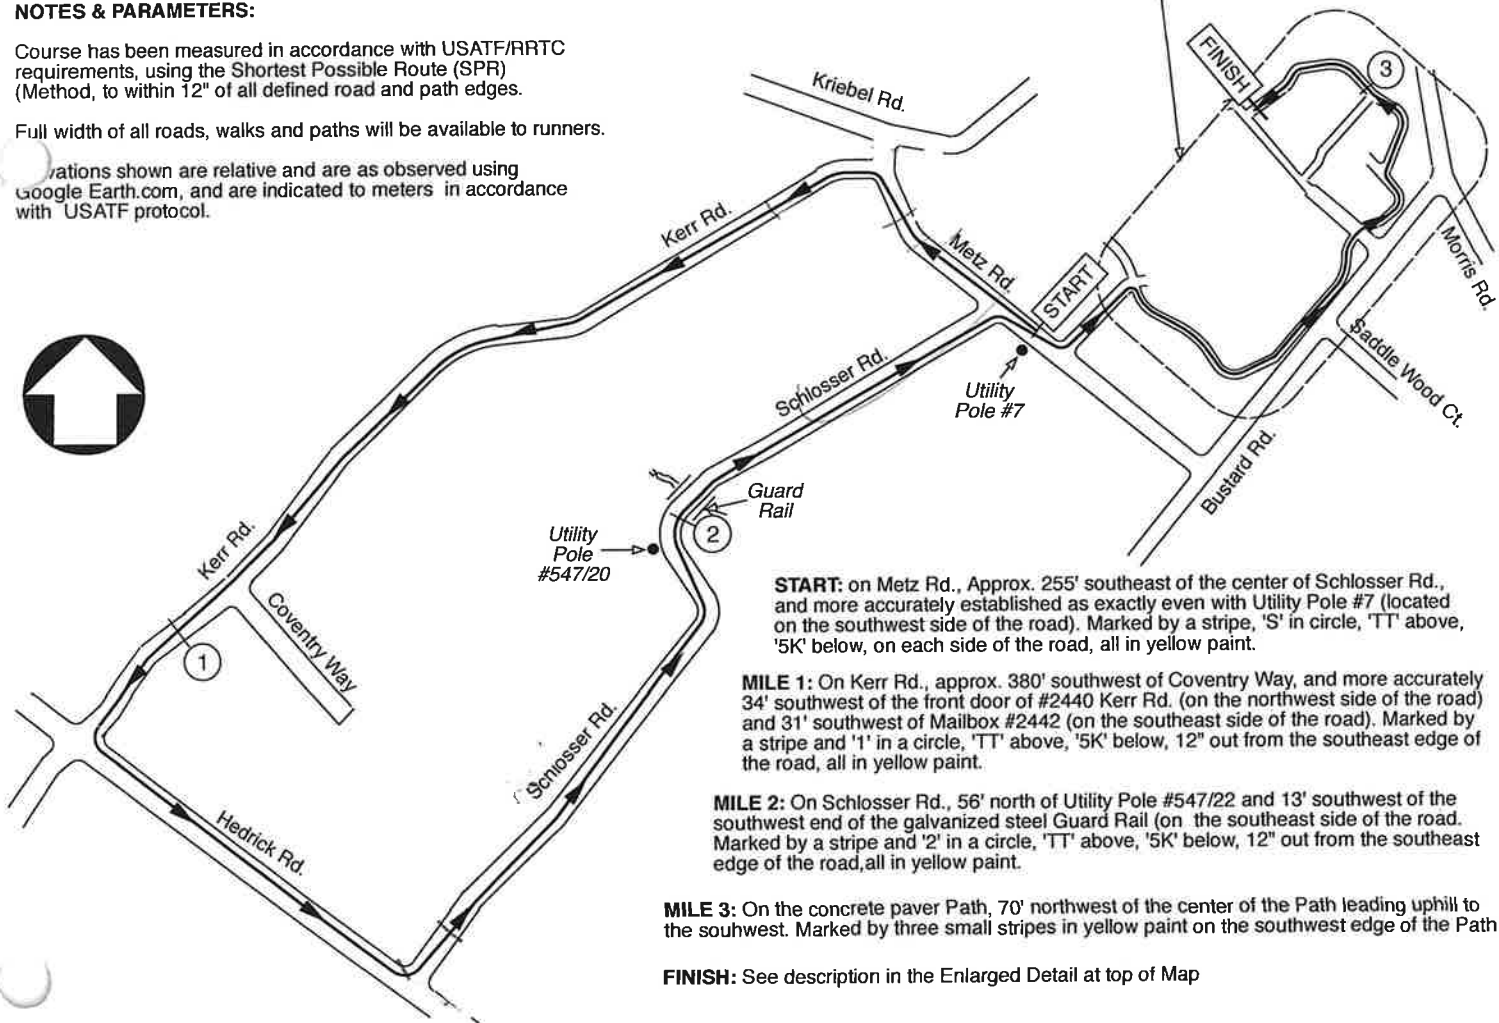 NOTES & PARAMETERS:
Course has been measured in accordance with USATF/RRTC
requirements, using the Shortest Possible Route (SPR)
(Method, to within 12" of all defined road and path edges.
Full width of all roads, walks and paths will be available to runners.
vations shown are relative and are as observed using
Google Earth.com, and are indicated to meters in accordance
with USATF protocol.
Kriebel Rd.
FINISH
3
Kerr Rd.
Metz Rd.
START
Morris Rd.
Saddle Wood Ct.
Schlosser Rd.
Utility
Pole #7
Bustard Rd.
Guard
Rail
2
Utility
Pole
#547/20
Kerr Rd.
Coventry Way
1
Schlosser Rd.
Hedrick Rd.
START: on Metz Rd., Approx. 255' southeast of the center of Schlosser Rd.,
and more accurately established as exactly even with Utility Pole #7 (located
on the southwest side of the road). Marked by a stripe, 'S' in circle, 'TT' above,
'5K' below, on each side of the road, all in yellow paint.
MILE 1: On Kerr Rd., approx. 380' southwest of Coventry Way, and more accurately
34' southwest of the front door of #2440 Kerr Rd. (on the northwest side of the road)
and 31' southwest of Mailbox #2442 (on the southeast side of the road). Marked by
a stripe and '1' in a circle, 'TT' above, '5K' below, 12" out from the southeast edge of
the road, all in yellow paint.
MILE 2: On Schlosser Rd., 56' north of Utility Pole #547/22 and 13' southwest of the
southwest end of the galvanized steel Guard Rail (on the southeast side of the road.
Marked by a stripe and '2' in a circle, 'TT' above, '5K' below, 12" out from the southeast
edge of the road,all in yellow paint.
MILE 3: On the concrete paver Path, 70' northwest of the center of the Path leading uphill to
the souhwest. Marked by three small stripes in yellow paint on the southwest edge of the Path
FINISH: See description in the Enlarged Detail at top of Map